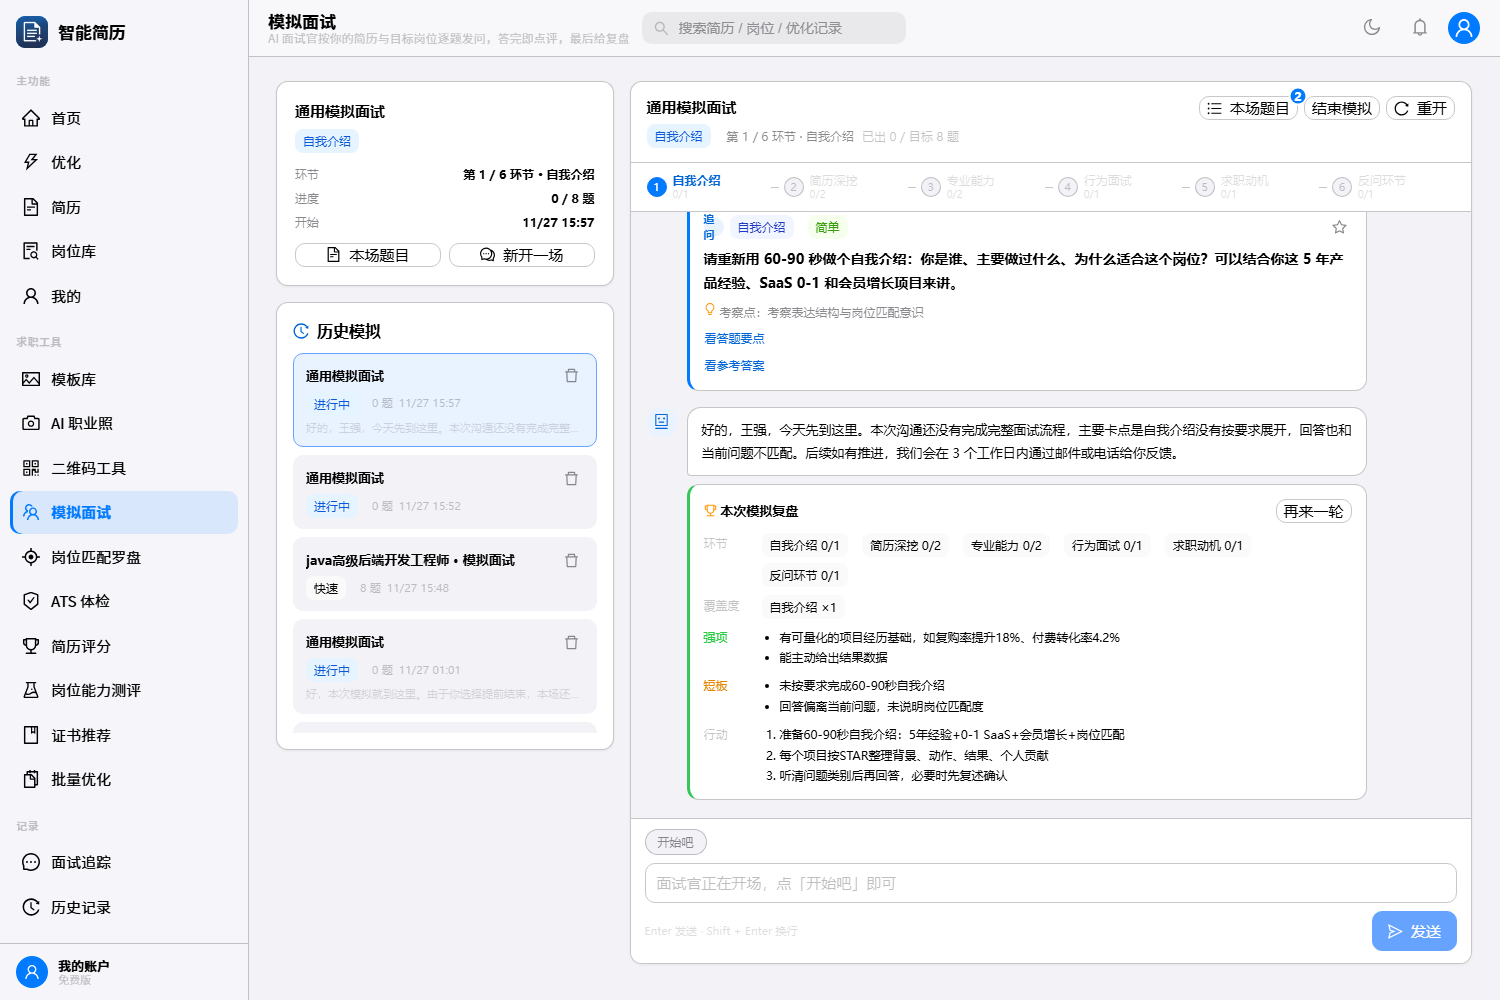 智能简历
主功能
首页
优化
简历
岗位库
我的
求职工具
模板库
AI 职业照
二维码工具
模拟面试
岗位匹配罗盘
ATS 体检
简历评分
岗位能力测评
证书推荐
批量优化
记录
面试追踪
历史记录
我的账户
免费版
模拟面试
AI 面试官按你的简历与目标岗位逐题发问，答完即点评，最后给复盘
搜索简历 / 岗位 / 优化记录
通用模拟面试
自我介绍
环节 第 1 / 6 环节 • 自我介绍
进度 0 / 8 题
开始 11/27 15:57
本场题目 新开一场
历史模拟
通用模拟面试
进行中 0 题 11/27 15:57
好的，王强，今天先到这里。本次沟通还没有完成完整...
通用模拟面试
进行中 0 题 11/27 15:52
java高级后端开发工程师 • 模拟面试
快速 8 题 11/27 15:48
通用模拟面试
进行中 0 题 11/27 01:01
好，本次模拟就到这里。由于你选择提前结束，本场还...
通用模拟面试
本场题目 2 结束模拟 重开
自我介绍 第 1 / 6 环节 · 自我介绍 已出 0 / 目标 8 题
1 自我介绍 0/1
2 简历深挖 0/2
3 专业能力 0/2
4 行为面试 0/1
5 求职动机 0/1
6 反问环节 0/1
追问 自我介绍 简单
请重新用 60-90 秒做个自我介绍：你是谁、主要做过什么、为什么适合这个岗位？可以结合你这 5 年产
品经验、SaaS 0-1 和会员增长项目来讲。
考察点：考察表达结构与岗位匹配意识
看答题要点
看参考答案
好的，王强，今天先到这里。本次沟通还没有完成完整面试流程，主要卡点是自我介绍没有按要求展开，回答也和
当前问题不匹配。后续如有推进，我们会在 3 个工作日内通过邮件或电话给你反馈。
本次模拟复盘 再来一轮
环节 自我介绍 0/1 简历深挖 0/2 专业能力 0/2 行为面试 0/1 求职动机 0/1
反问环节 0/1
覆盖度 自我介绍 ×1
强项 • 有可量化的项目经历基础，如复购率提升18%、付费转化率4.2%
• 能主动给出结果数据
短板 • 未按要求完成60-90秒自我介绍
• 回答偏离当前问题，未说明岗位匹配度
行动 1. 准备60-90秒自我介绍：5年经验+0-1 SaaS+会员增长+岗位匹配
2. 每个项目按STAR整理背景、动作、结果、个人贡献
3. 听清问题类别后再回答，必要时先复述确认
开始吧
面试官正在开场，点「开始吧」即可
Enter 发送 · Shift + Enter 换行
发送